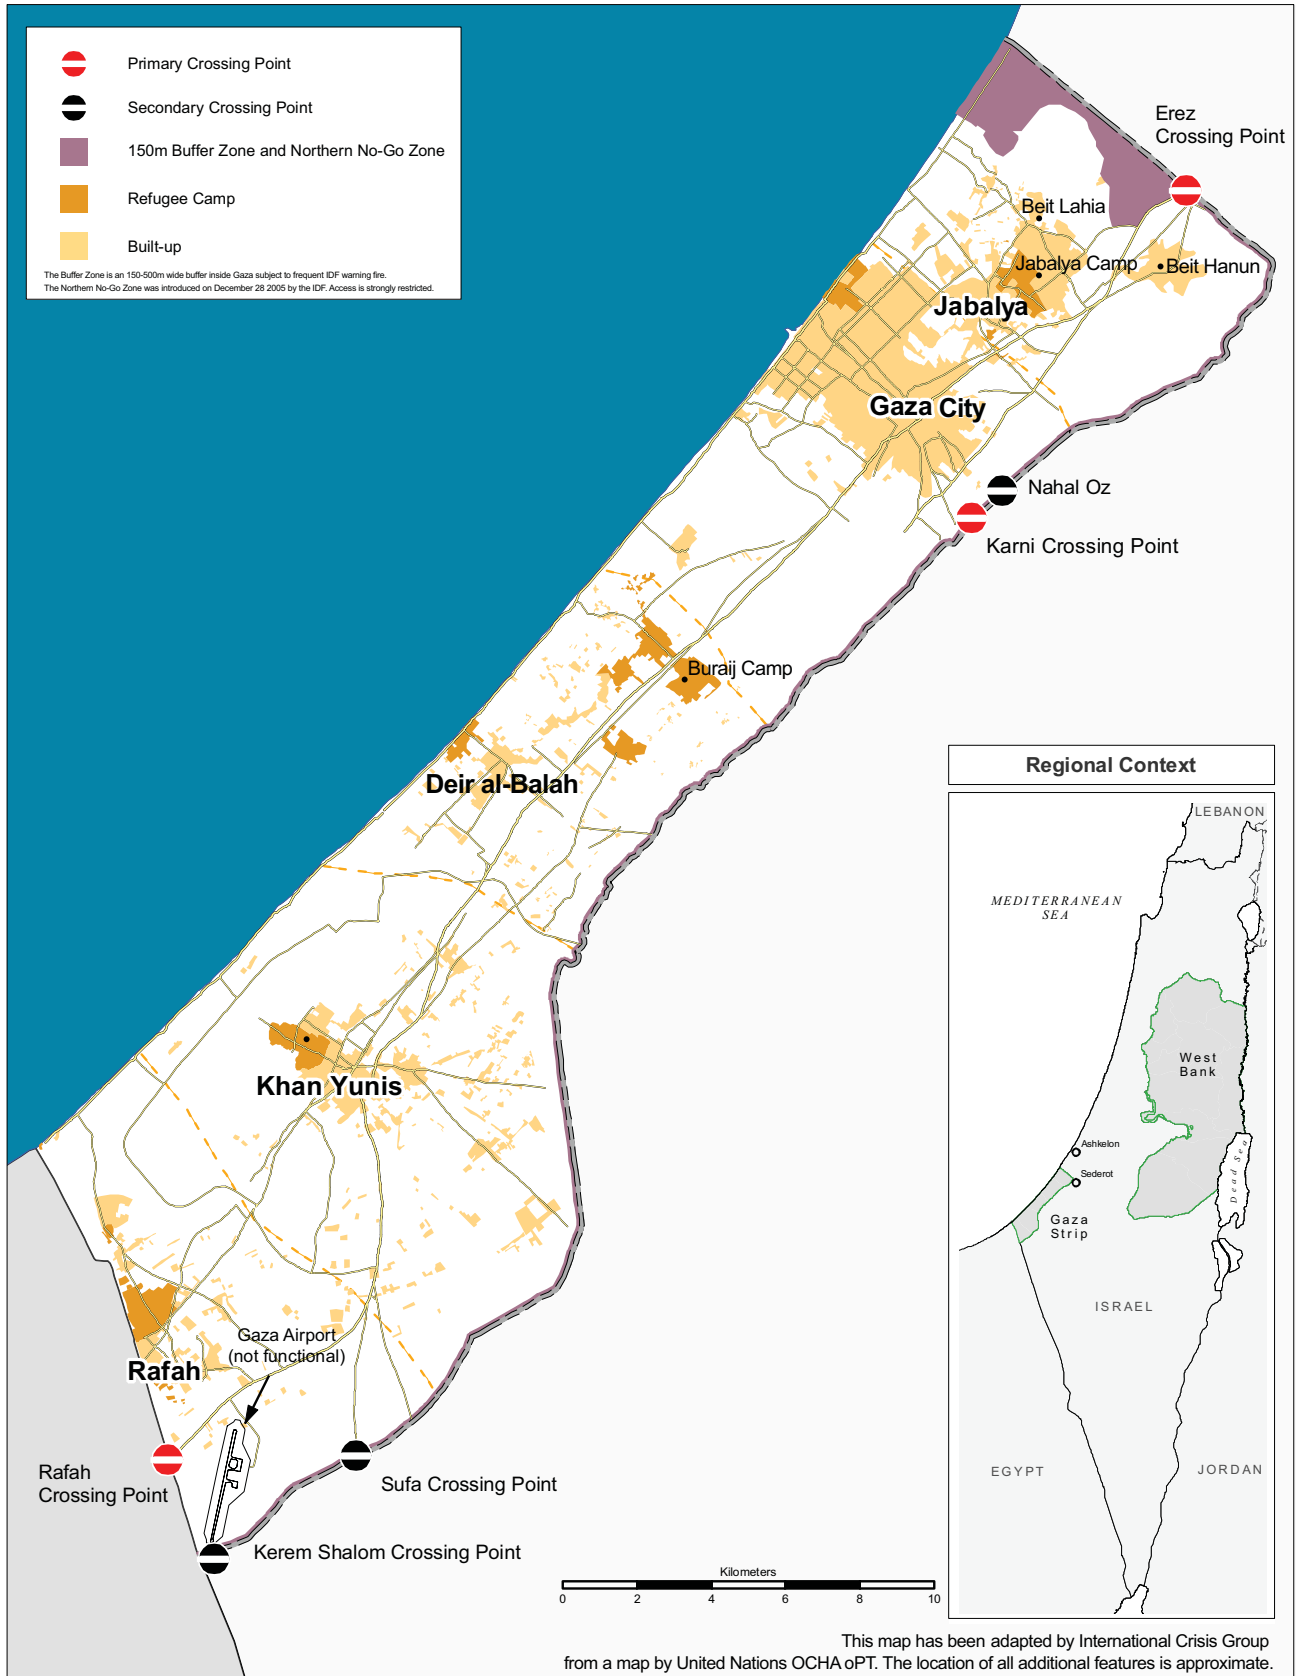 Primary Crossing Point
Secondary Crossing Point
150m Buffer Zone and Northern No-Go Zone
Refugee Camp
Built-up
The Buffer Zone is an 150-500m wide buffer inside Gaza subject to frequent IDF warning fire.
The Northern No-Go Zone was introduced on December 28 2005 by the IDF. Access is strongly restricted.
Erez
Crossing Point
Beit Lahia
Jabalya Camp
Beit Hanun
Jabalya
Gaza City
Nahal Oz
Karni Crossing Point
Buraij Camp
Deir al-Balah
Khan Yunis
Gaza Airport
(not functional)
Rafah
Rafah
Crossing Point
Sufa Crossing Point
Kerem Shalom Crossing Point
Regional Context
LEBANON
MEDITERRANEAN
SEA
West
Bank
Ashkelon
Sederot
Dead Sea
Gaza
Strip
ISRAEL
EGYPT
JORDAN
Kilometers
0 2 4 6 8 10
This map has been adapted by International Crisis Group
from a map by United Nations OCHA oPT. The location of all additional features is approximate.